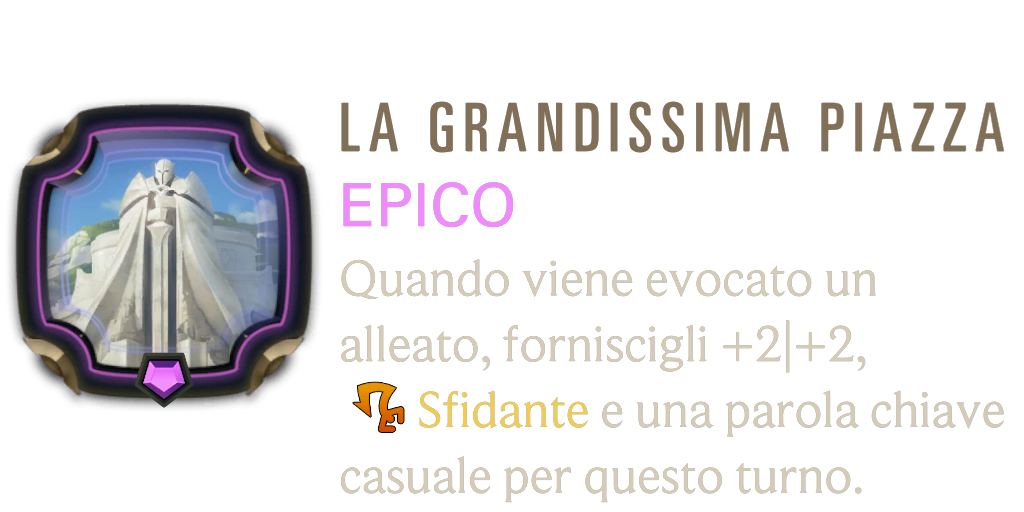 LA GRANDISSIMA PIAZZA
EPICO
Quando viene evocato un
alleato, forniscigli +2|+2,
Sfidante e una parola chiave
casuale per questo turno.